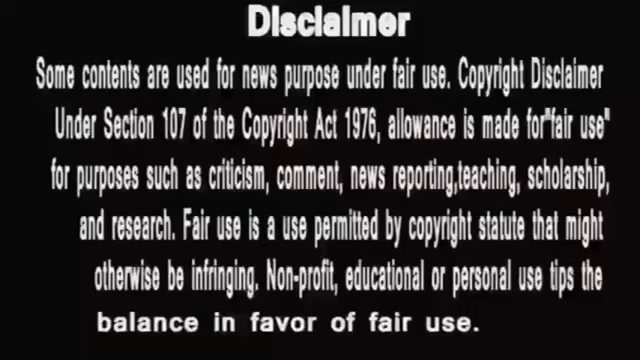 Disclaimer
Some contents are used for news purpose under fair use. Copyright Disclaimer
Under Section 107 of the Copyright Act 1976, allowance is made for"fair use"
for purposes such as criticism, comment, news reporting,teaching, scholarship,
and research. Fair use is a use permitted by copyright statute that might
otherwise be infringing. Non-profit, educational or personal use tips the
balance in favor of fair use.